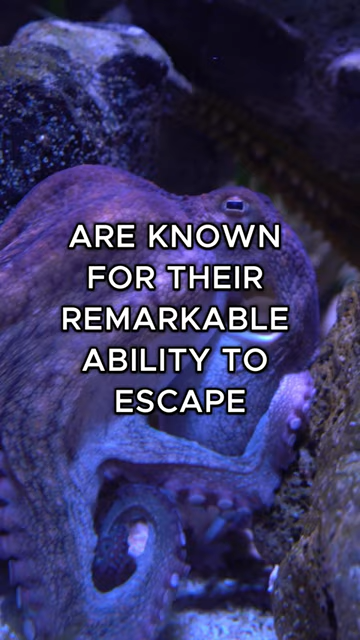 ARE KNOWN
FOR THEIR
REMARKABLE
ABILITY TO
ESCAPE